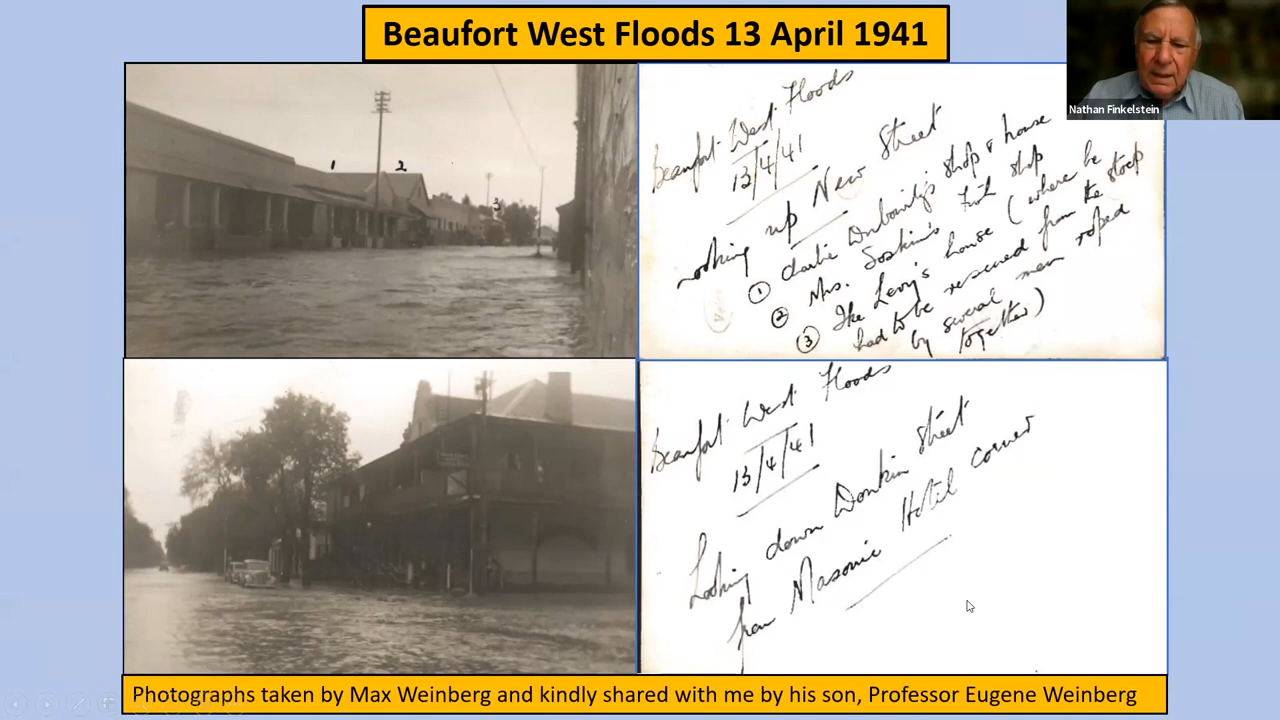 Beaufort West Floods 13 April 1941
Nathan Finkelstein
1
2
3
Beaufort West Floods
13/4/41
Looking up New Street
① Charlie shop & house
② Mrs. Soskin's shop
③ Ike Levy's house (where he
had to be rescued from the stoep
by several men roped
together)
Beaufort West Floods
13/4/41
Looking down Donkin Street
from Masonic Hotel corner
Photographs taken by Max Weinberg and kindly shared with me by his son, Professor Eugene Weinberg